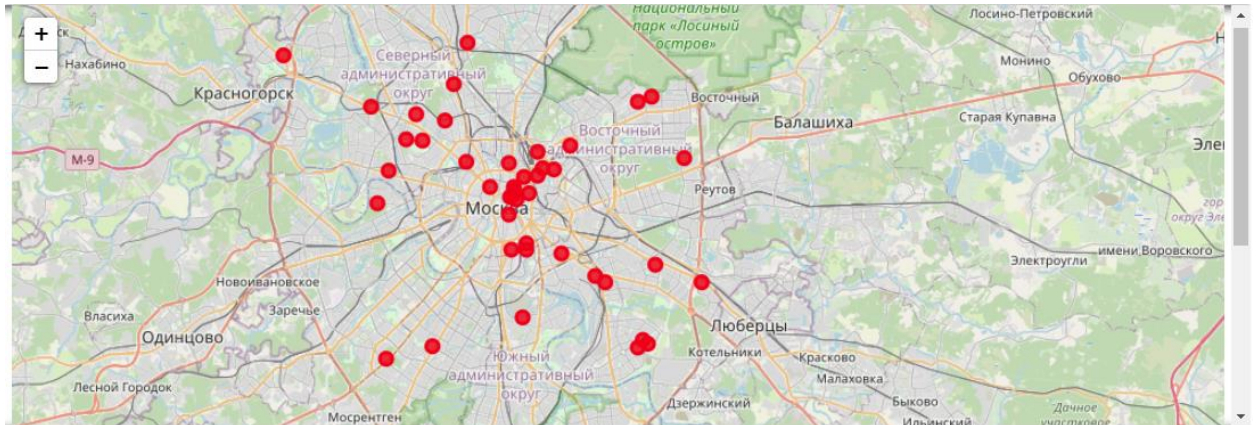 Национальный
парк «Лосиный
остров»
Лосино-Петровский
+
−
Нахабино
Северный
административный
округ
Монино
Обухово
Красногорск
Восточный
Балашиха
Старая Купавна
Восточный
административный
округ
М-9
Реутов
Москва
имени Воровского
Электроугли
Новоивановское
Заречье
Власиха
Одинцово
Люберцы
Котельники
Южный
административный
округ
Красково
Малаховка
Лесной Городок
Дзержинский
Быково
Мосрентген
"Дачное